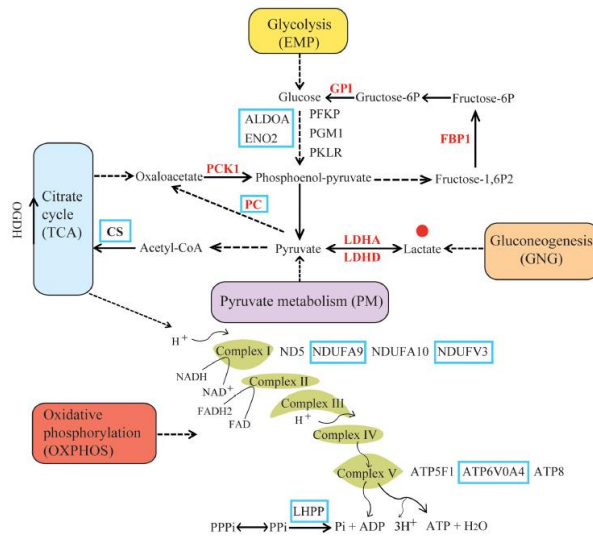 Glycolysis
(EMP)
GPI
Glucose
Gructose-6P
Fructose-6P
ALDOA
ENO2
PFKP
PGM1
PKLR
FBP1
Citrate
cycle
(TCA)
OGDH
Oxaloacetate
PCK1
Phosphoenol-pyruvate
Fructose-1,6P2
PC
CS
Acetyl-CoA
Pyruvate
LDHA
LDHD
Lactate
Gluconeogenesis
(GNG)
Pyruvate metabolism (PM)
H+
Complex I
ND5
NDUFA9
NDUFA10
NDUFV3
NADH
NAD+
Complex II
FADH2
FAD
Complex III
H+
Complex IV
Oxidative
phosphorylation
(OXPHOS)
Complex V
ATP5F1
ATP6V0A4
ATP8
LHPP
PPPi
PPi
Pi + ADP
3H+
ATP + H2O